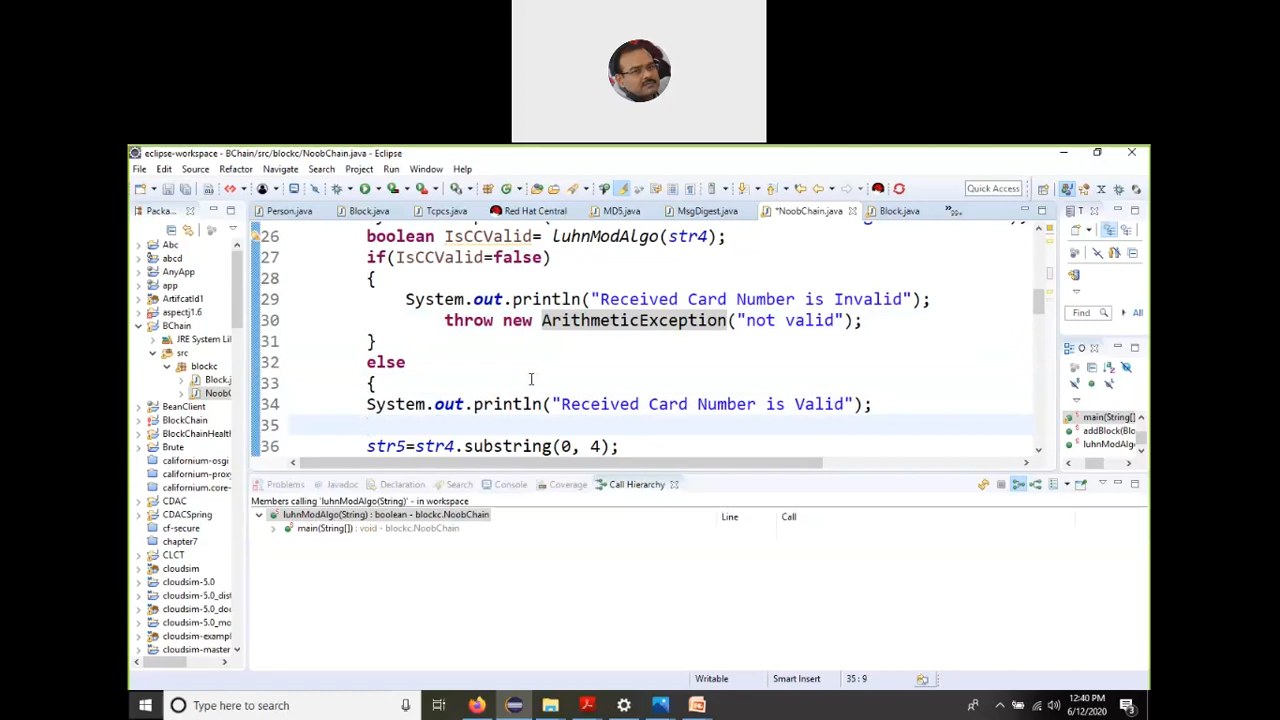 eclipse-workspace - BChain/src/blockc/NoobChain.java - Eclipse
File Edit Source Refactor Navigate Search Project Run Window Help
Quick Access
Packa...
Person.java Block.java Tcpcs.java Red Hat Central MD5.java MsgDigest.java *NoobChain.java Block.java
T
26 boolean IsCCValid= luhnModAlgo(str4);
27 if(IsCCValid=false)
28 {
29 System.out.println("Received Card Number is Invalid");
30 throw new ArithmeticException("not valid");
31 }
32 else
33 {
34 System.out.println("Received Card Number is Valid");
35
36 str5=str4.substring(0, 4);
Abc
abcd
AnyApp
app
ArtifcatId1
aspectj1.6
BChain
JRE System Lil
src
blockc
Block.j
NoobC
BeanClient
BlockChain
BlockChainHealth
Brute
californium-osgi
californium-proxy
californium.core-
CDAC
CDACSpring
cf-secure
chapter7
CLCT
cloudsim
cloudsim-5.0
cloudsim-5.0_dist
cloudsim-5.0_doc
cloudsim-5.0_mo
cloudsim-example
cloudsim-master
Find All
O
main(String[]
addBlock(Blo
luhnModAlgo
Problems Javadoc Declaration Search Console Coverage Call Hierarchy
Members calling 'luhnModAlgo(String)' - in workspace
luhnModAlgo(String) : boolean - blockc.NoobChain
main(String[]) : void - blockc.NoobChain
Line Call
Writable Smart Insert 35 : 9
Type here to search
12:40 PM
6/12/2020
3